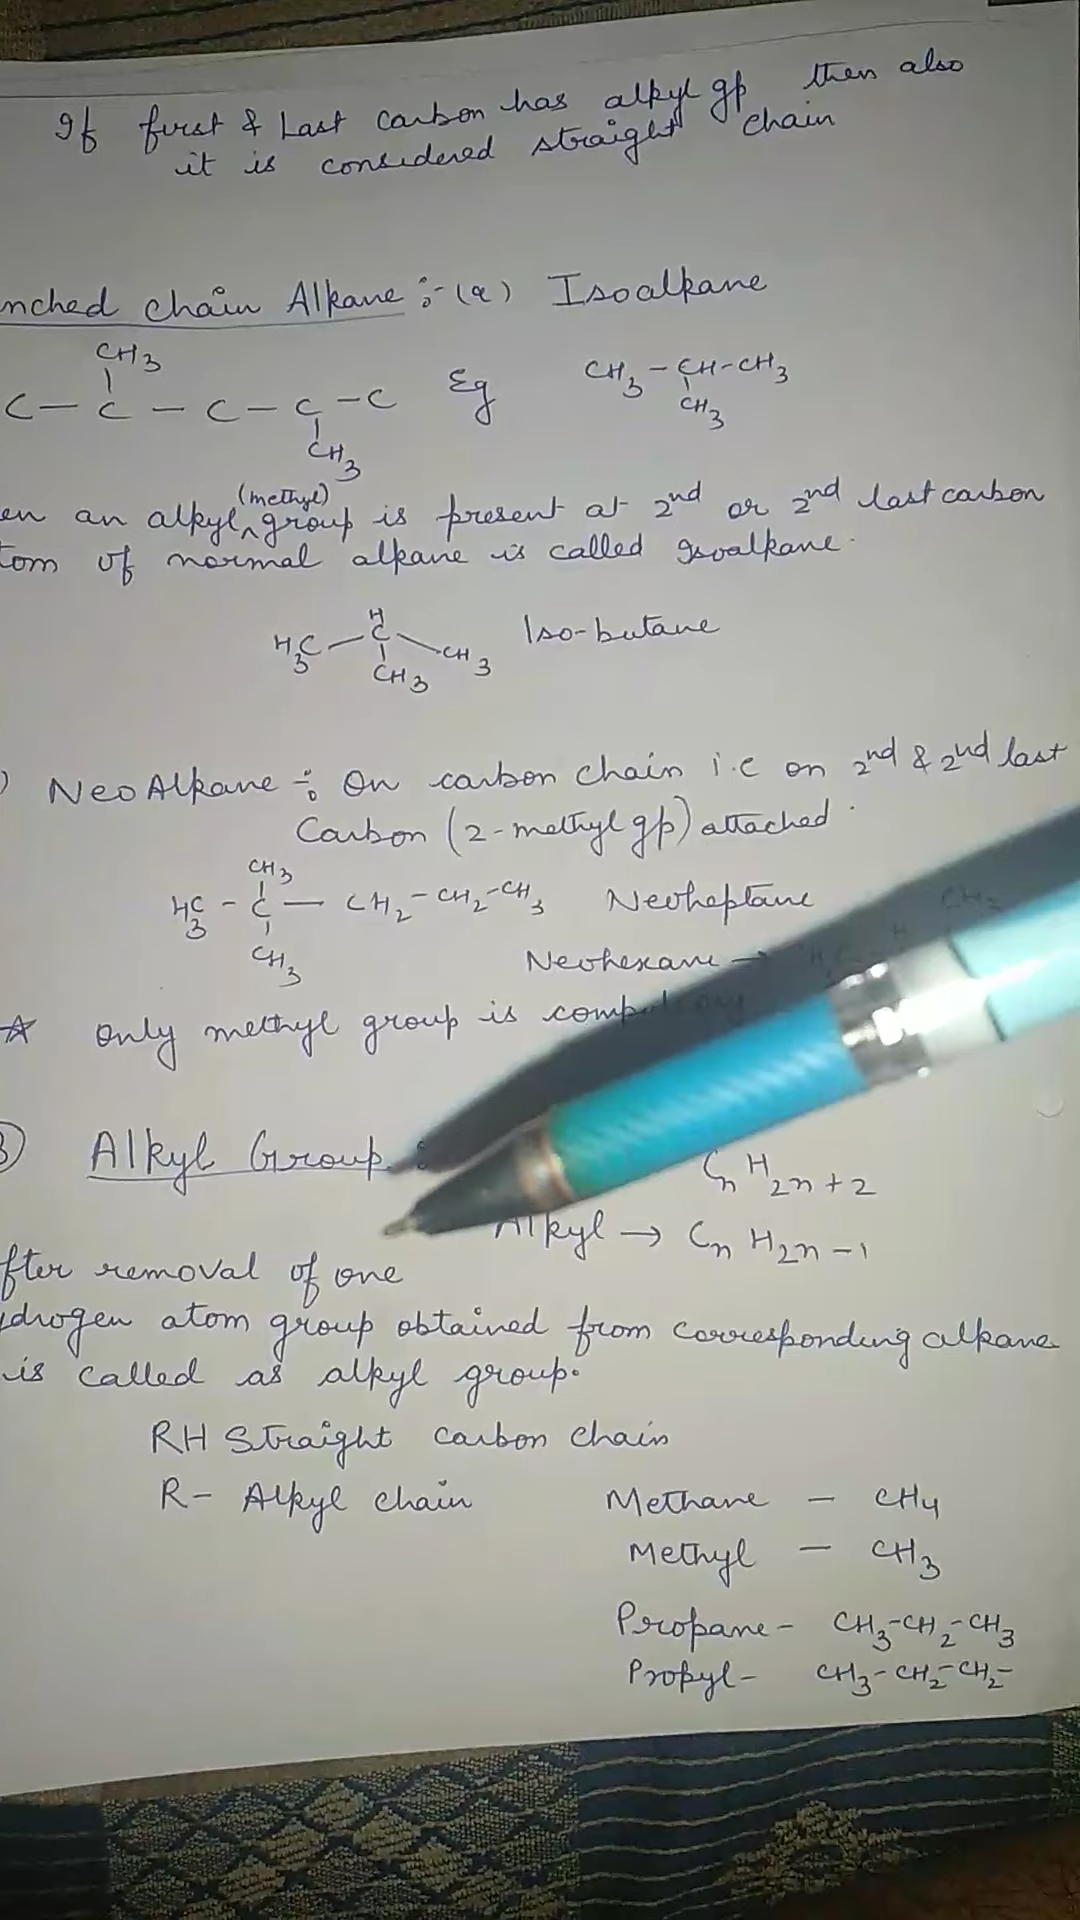 If first & Last carbon has alkyl gp then also
it is considered straight chain
nched chain Alkane :- (a) Isoalkane
CH3
C - C - C - C - C Eg CH3 - CH - CH3
CH3 CH3
en an alkyl (methyl) group is present at 2nd or 2nd last carbon
tom of normal alkane is called Isoalkane.
H
H3C - C - CH3 Iso-butane
CH3
) Neo Alkane :- On carbon chain i.e on 2nd & 2nd last
Carbon (2-methyl gp) attached.
CH3
H3C - C - CH2 - CH2 - CH3 Neoheptane
CH3
Neohexane →
☆ Only methyl group is
3) Alkyl Group :
CnH2n+2
Alkyl → CnH2n-1
fter removal of one
ydrogen atom group obtained from corresponding alkane
is called as alkyl group.
RH Straight carbon chain
R- Alkyl chain
Methane - CH4
Methyl - CH3
Propane - CH3-CH2-CH3
Propyl - CH3-CH2-CH2-